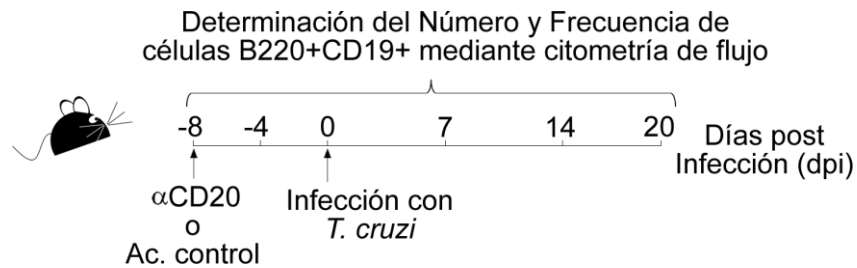 Determinación del Número y Frecuencia de
células B220+CD19+ mediante citometría de flujo
-8 -4 0 7 14 20 Días post
Infección (dpi)
αCD20 Infección con
o T. cruzi
Ac. control